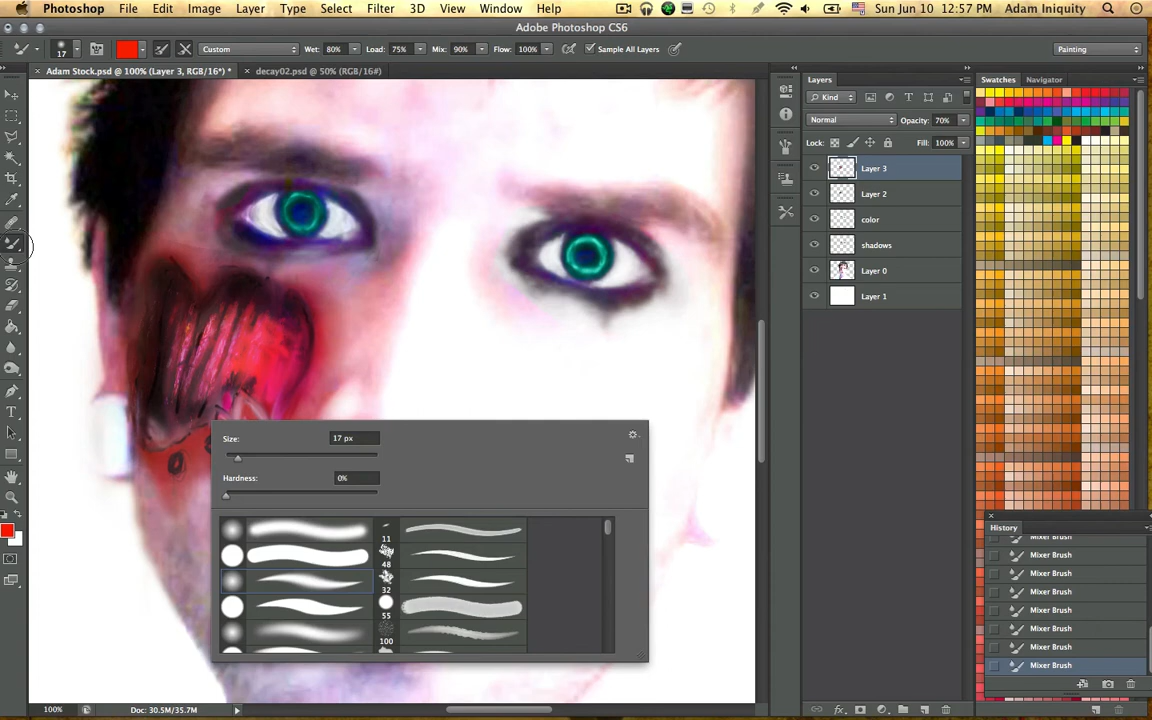 Photoshop File Edit Image Layer Type Select Filter 3D View Window Help Sun Jun 10 12:57 PM Adam Iniquity
Adobe Photoshop CS6
17 Custom Wet: 80% Load: 75% Mix: 90% Flow: 100% Sample All Layers Painting
× Adam Stock.psd @ 100% (Layer 3, RGB/16*) * × decay02.psd @ 50% (RGB/16#)
Layers
Swatches Navigator
Kind
Normal Opacity: 70%
Lock: Fill: 100%
Layer 3
Layer 2
color
shadows
Layer 0
Layer 1
Size: 17 px
Hardness: 0%
11
48
32
55
100
History
Mixer Brush
Mixer Brush
Mixer Brush
Mixer Brush
Mixer Brush
Mixer Brush
Mixer Brush
Mixer Brush
100% Doc: 30.5M/35.7M
fx